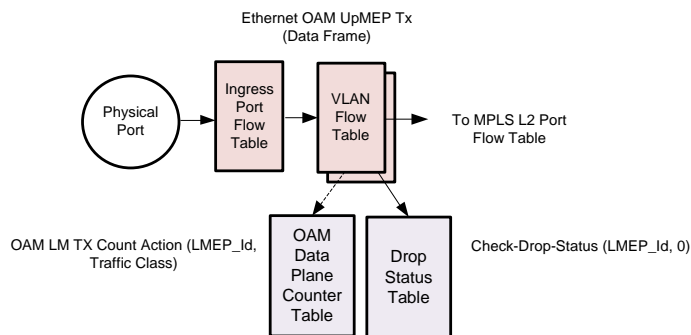 Ethernet OAM UpMEP Tx
(Data Frame)
Physical
Port
Ingress
Port
Flow
Table
VLAN
Flow
Table
To MPLS L2 Port
Flow Table
OAM LM TX Count Action (LMEP_Id,
Traffic Class)
OAM
Data
Plane
Counter
Table
Drop
Status
Table
Check-Drop-Status (LMEP_Id, 0)